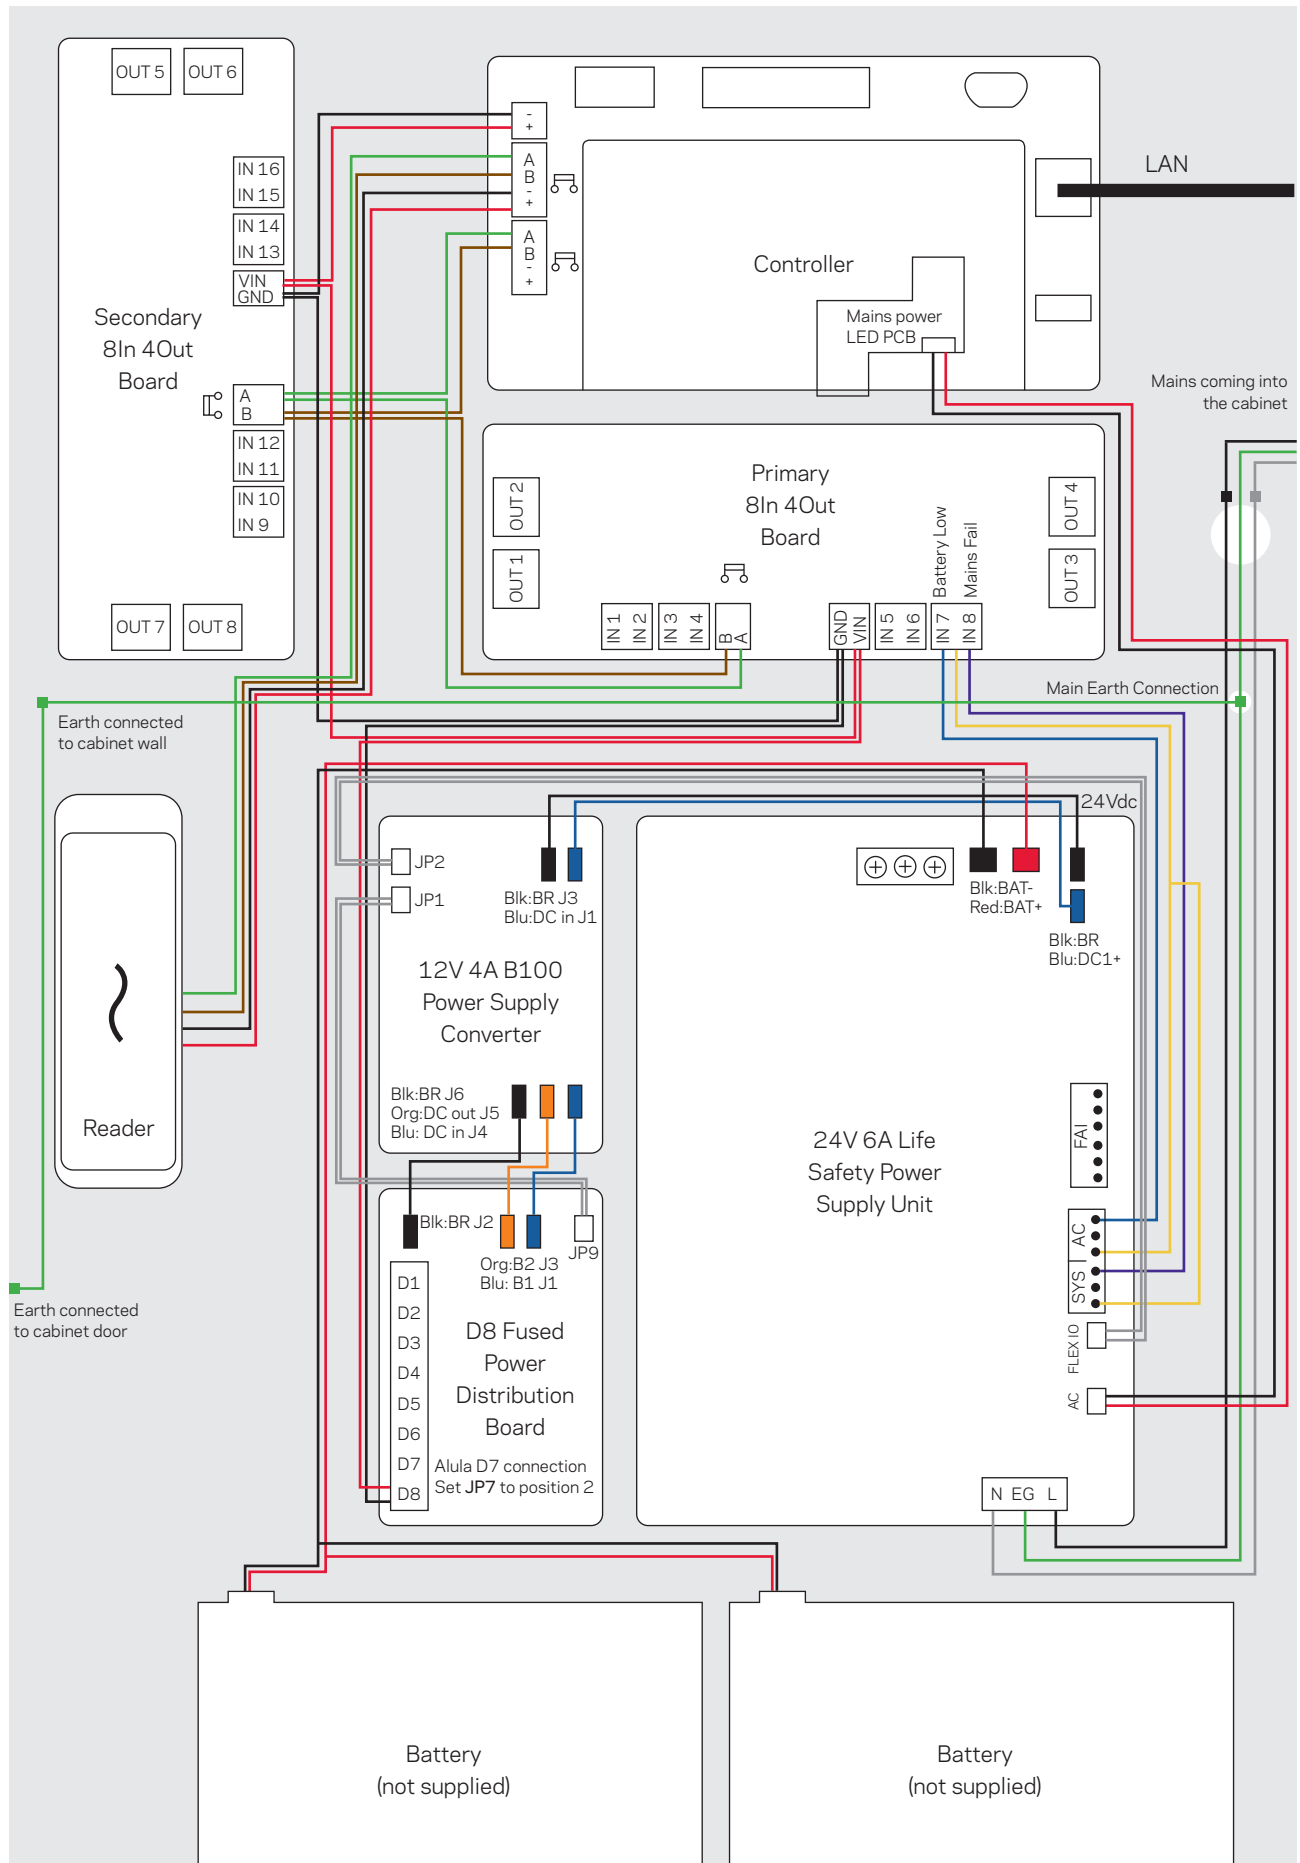 OUT 5
OUT 6
IN 16
IN 15
IN 14
IN 13
VIN
GND
Secondary
8In 4Out
Board
A
B
IN 12
IN 11
IN 10
IN 9
OUT 7
OUT 8
-
+
A
B
-
+
A
B
-
+
LAN
Controller
Mains power
LED PCB
Mains coming into
the cabinet
Primary
8In 4Out
Board
OUT 2
OUT 1
OUT 4
OUT 3
Battery Low
Mains Fail
IN 1
IN 2
IN 3
IN 4
B
A
GND
VIN
IN 5
IN 6
IN 7
IN 8
Main Earth Connection
Earth connected
to cabinet wall
Reader
Earth connected
to cabinet door
JP2
JP1
Blk:BR J3
Blu:DC in J1
12V 4A B100
Power Supply
Converter
Blk:BR J6
Org:DC out J5
Blu: DC in J4
Blk:BR J2
JP9
Org:B2 J3
Blu: B1 J1
D1
D2
D3
D4
D5
D6
D7
D8
D8 Fused
Power
Distribution
Board
Alula D7 connection
Set JP7 to position 2
24Vdc
Blk:BAT-
Red:BAT+
Blk:BR
Blu:DC1+
24V 6A Life
Safety Power
Supply Unit
FAI
AC
SYS
FLEX IO
AC
N EG L
Battery
(not supplied)
Battery
(not supplied)